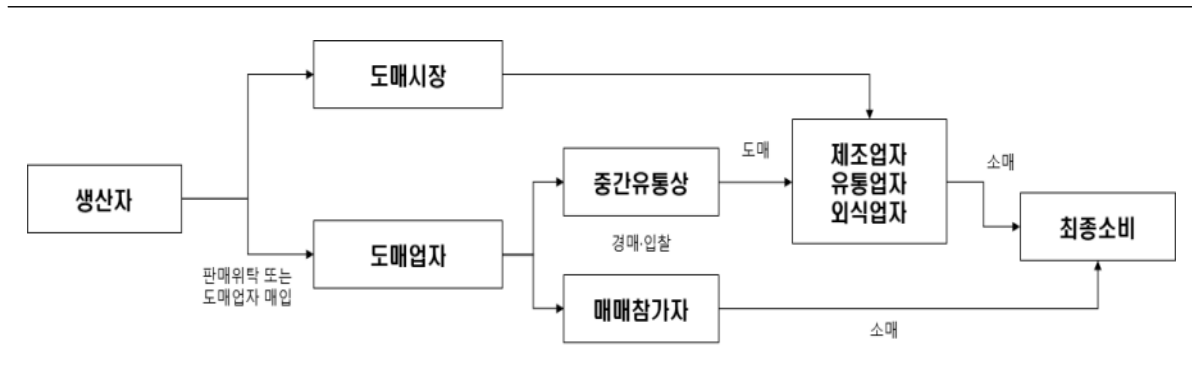 도매시장
생산자
판매위탁 또는
도매업자 매입
도매업자
중간유통상
경매·입찰
매매참가자
도매
제조업자
유통업자
외식업자
소매
소매
최종소비